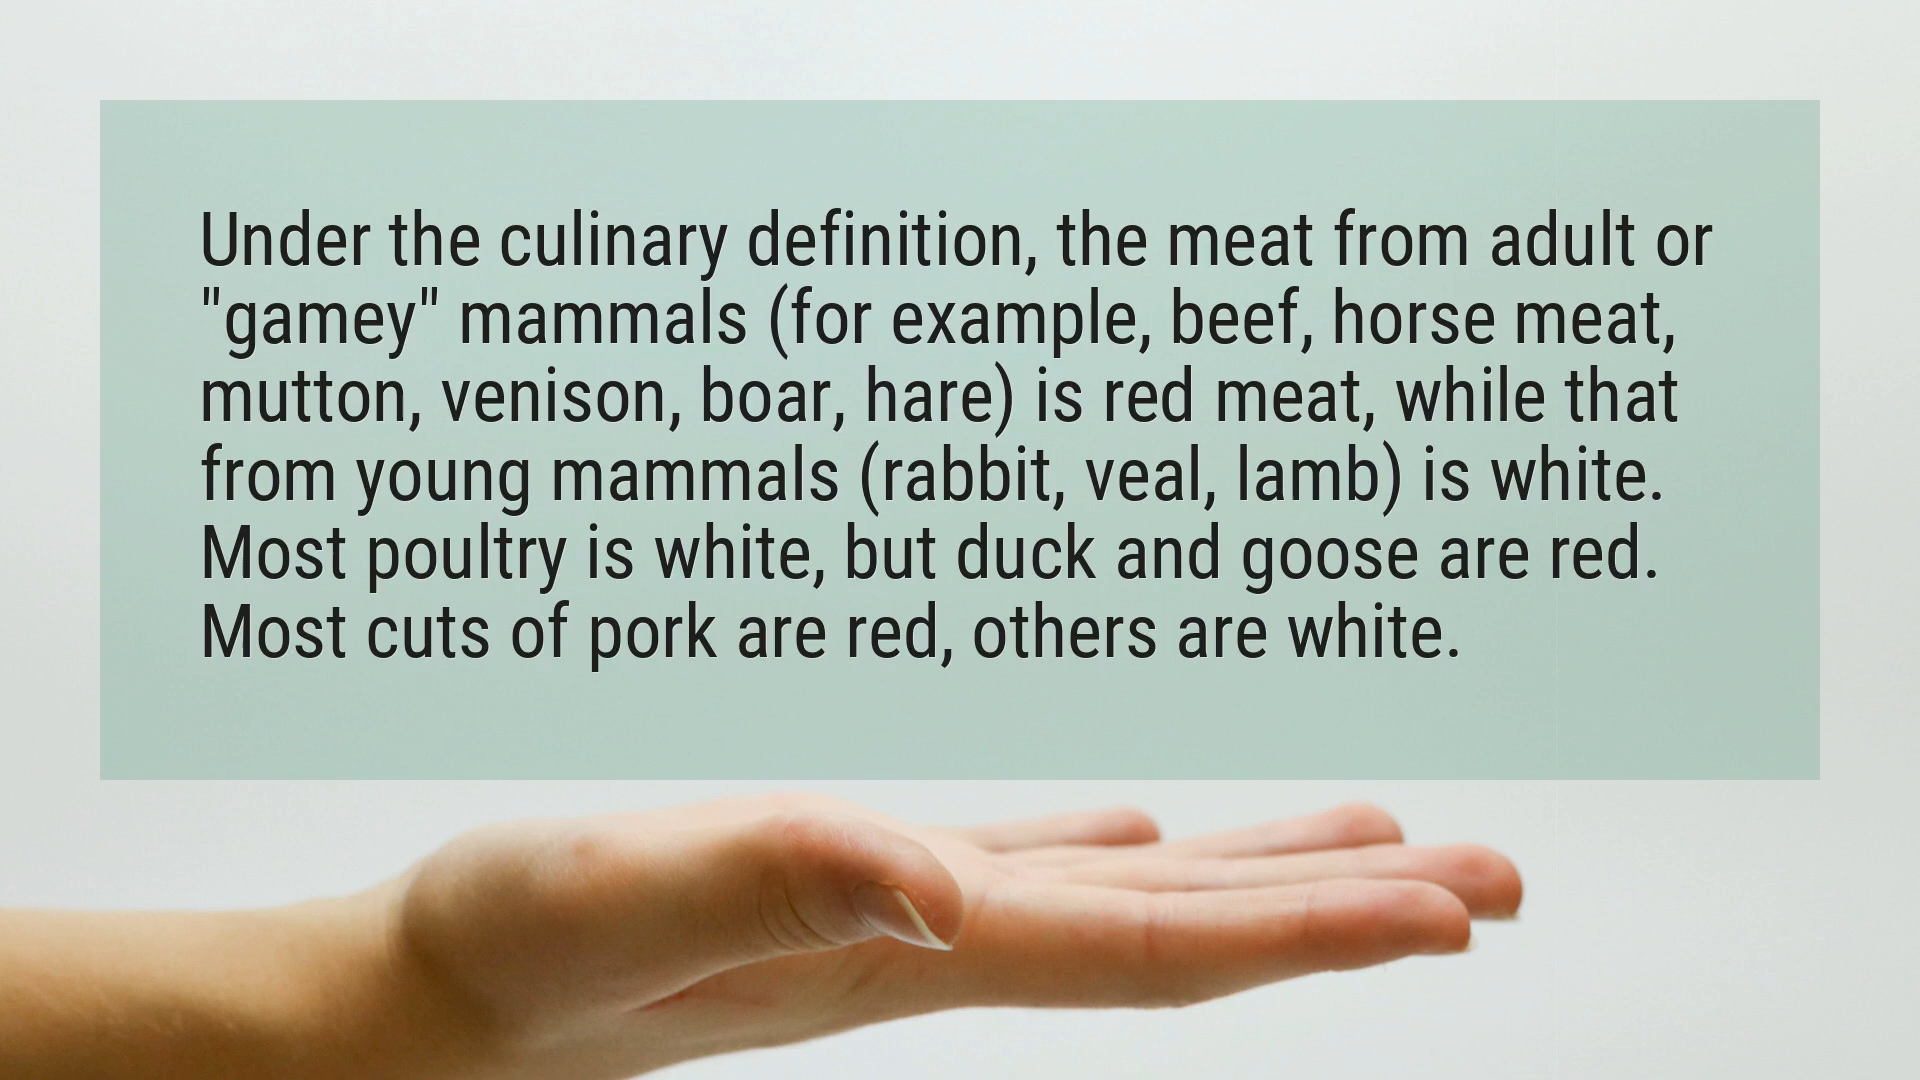 Under the culinary definition, the meat from adult or
"gamey" mammals (for example, beef, horse meat,
mutton, venison, boar, hare) is red meat, while that
from young mammals (rabbit, veal, lamb) is white.
Most poultry is white, but duck and goose are red.
Most cuts of pork are red, others are white.